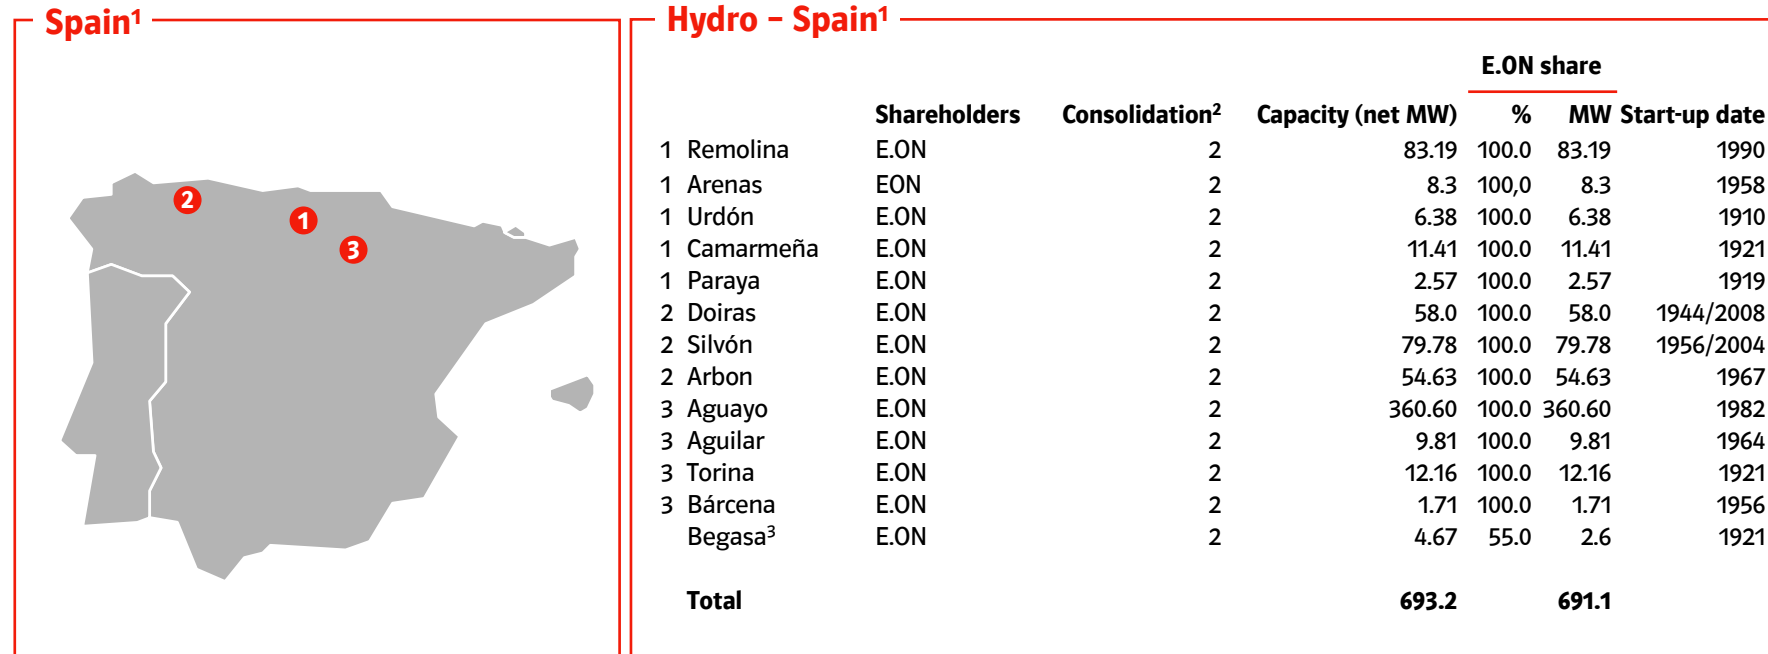 Spain¹
2
1
3
Hydro – Spain¹
E.ON share
Shareholders Consolidation² Capacity (net MW) % MW Start-up date
1 Remolina E.ON 2 83.19 100.0 83.19 1990
1 Arenas EON 2 8.3 100,0 8.3 1958
1 Urdón E.ON 2 6.38 100.0 6.38 1910
1 Camarmeña E.ON 2 11.41 100.0 11.41 1921
1 Paraya E.ON 2 2.57 100.0 2.57 1919
2 Doiras E.ON 2 58.0 100.0 58.0 1944/2008
2 Silvón E.ON 2 79.78 100.0 79.78 1956/2004
2 Arbon E.ON 2 54.63 100.0 54.63 1967
3 Aguayo E.ON 2 360.60 100.0 360.60 1982
3 Aguilar E.ON 2 9.81 100.0 9.81 1964
3 Torina E.ON 2 12.16 100.0 12.16 1921
3 Bárcena E.ON 2 1.71 100.0 1.71 1956
Begasa³ E.ON 2 4.67 55.0 2.6 1921
Total 693.2 691.1